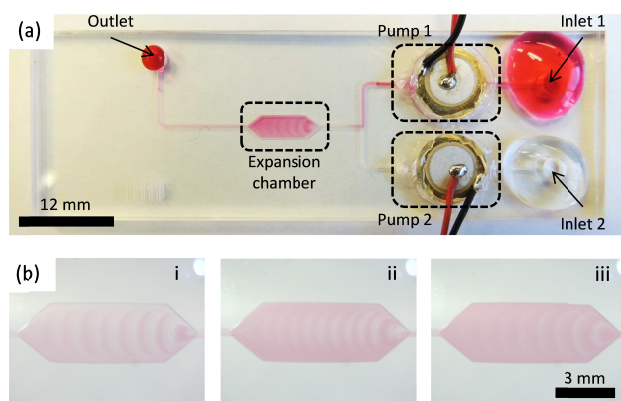 (a)
Outlet
Pump 1
Inlet 1
Expansion
chamber
12 mm
Pump 2
Inlet 2
(b)
i
ii
iii
3 mm